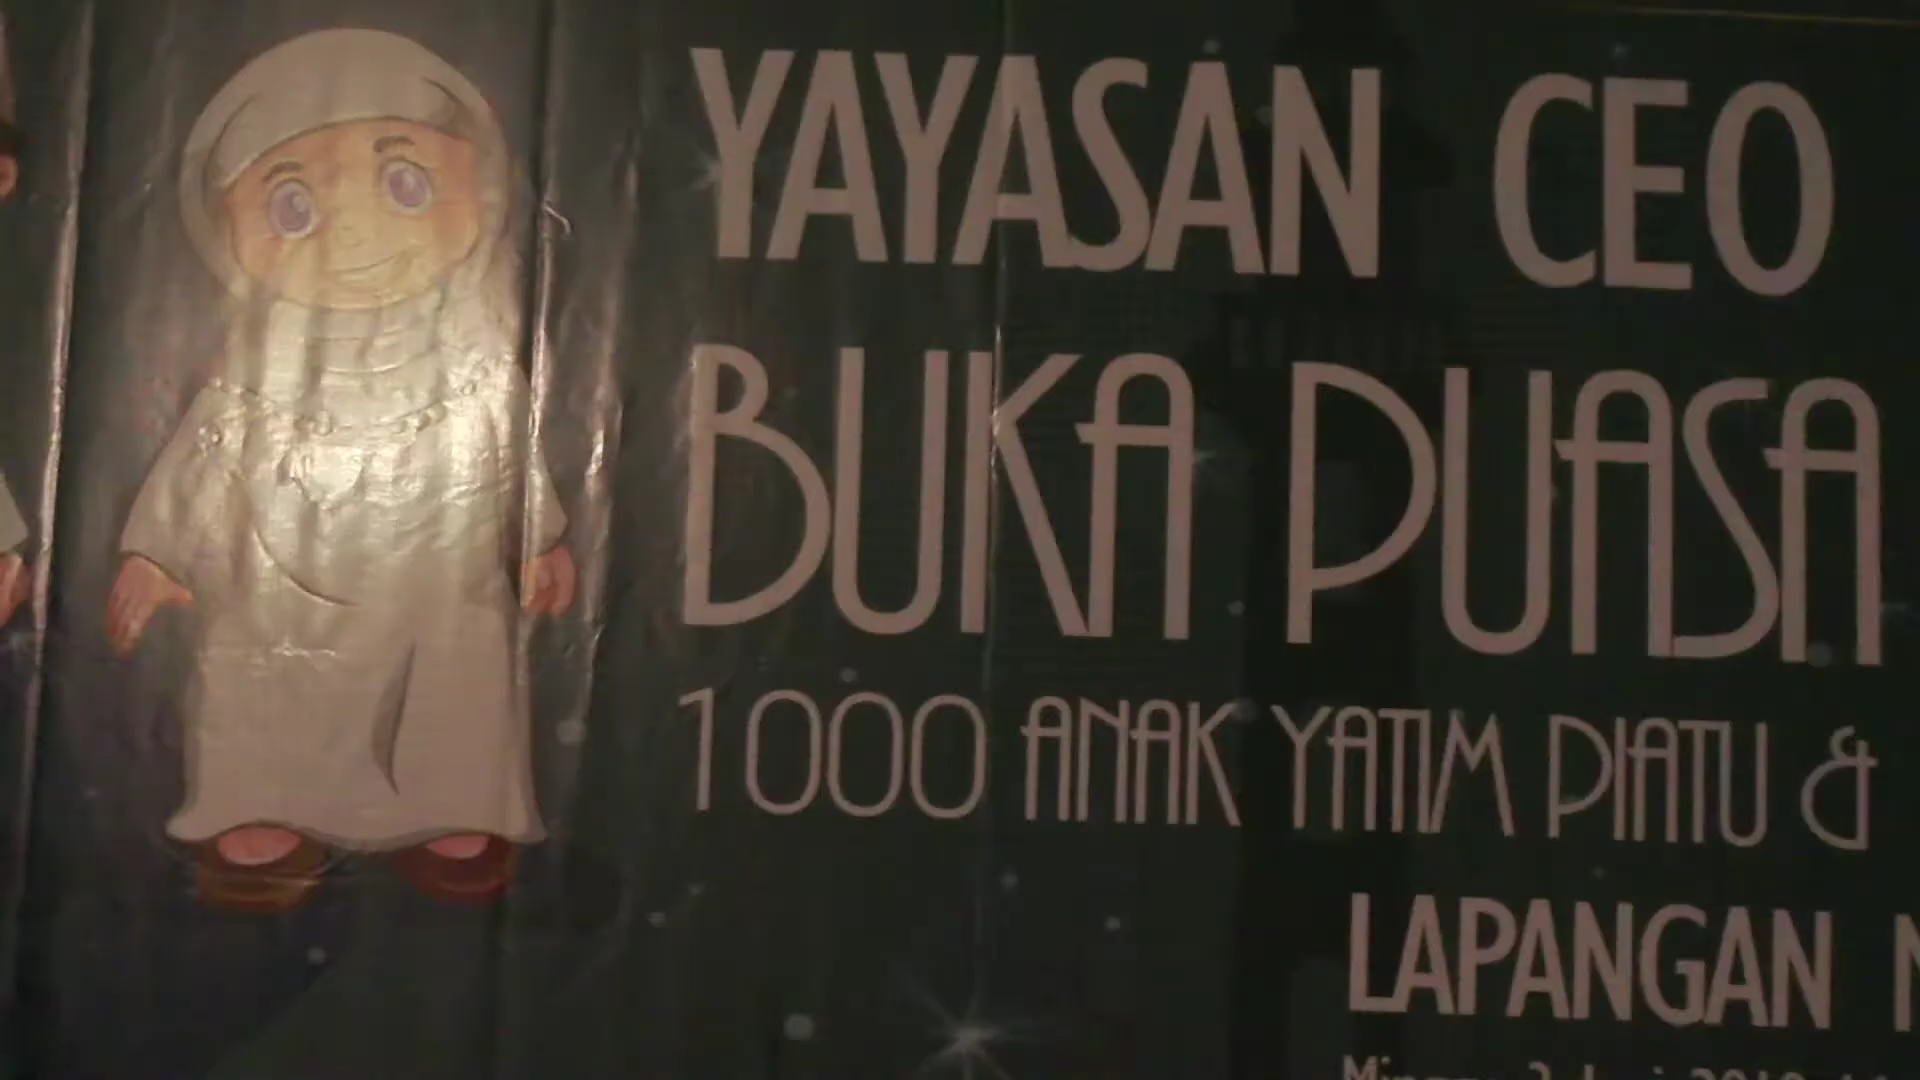 YAYASAN CEO
BUKA PUASA
1000 ANAK YATIM PIATU &
LAPANGAN